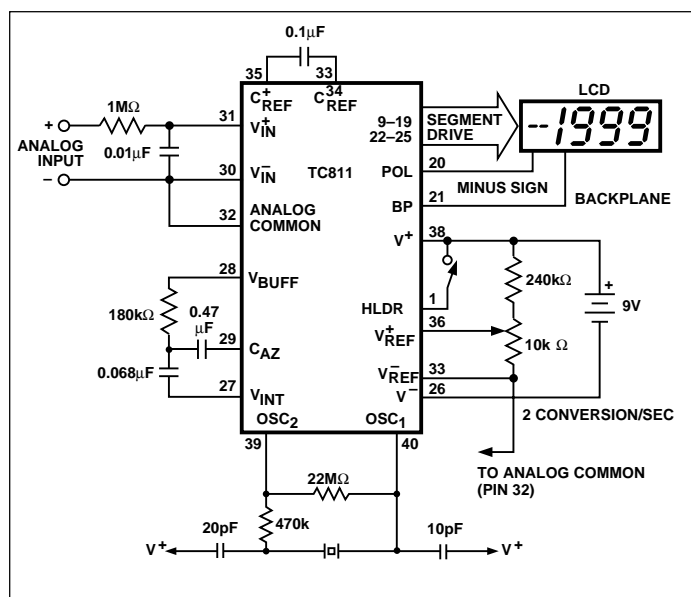 0.1µF
35 33
C+REF C34REF
1MΩ
+
ANALOG
INPUT
–
0.01µF
31
V+IN
30
V–IN
32
ANALOG
COMMON
TC811
9–19
22–25
SEGMENT
DRIVE
LCD
–1999
POL
20
MINUS SIGN
BP
21
BACKPLANE
V+
38
240kΩ
+
9V
HLDR
1
V+REF
36
10k Ω
V–REF
33
V–
26
2 CONVERSION/SEC
TO ANALOG COMMON
(PIN 32)
28
VBUFF
180kΩ
0.47
µF
29
CAZ
0.068µF
27
VINT
OSC2 OSC1
39 40
22MΩ
470k
20pF
10pF
V+
V+